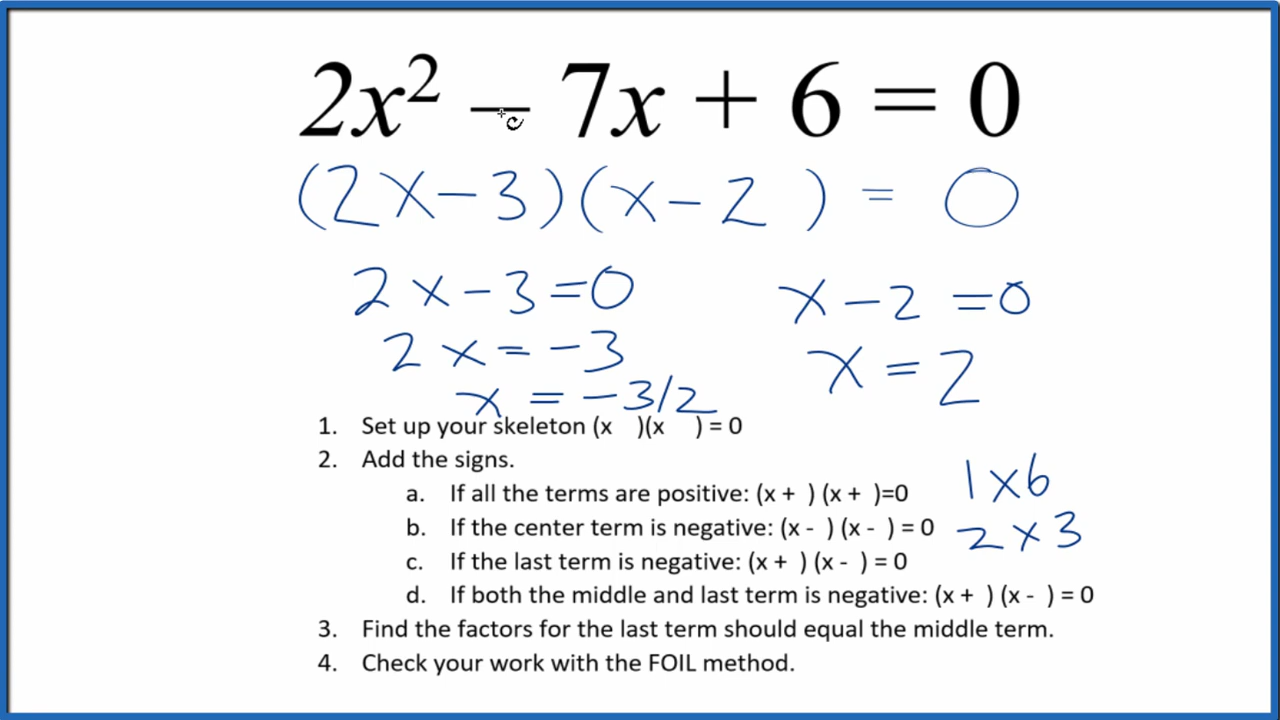 2x² − 7x + 6 = 0
(2x-3)(x-2 ) = 0
2x-3=0
x-2=0
2x=-3
x=2
x = -3/2
1. Set up your skeleton (x   )(x   ) = 0
2. Add the signs.
1x6
a. If all the terms are positive: (x +  ) (x +  )=0
b. If the center term is negative: (x -  ) (x -  ) = 0
2x3
c. If the last term is negative: (x +  ) (x -  ) = 0
d. If both the middle and last term is negative: (x +  ) (x -  ) = 0
3. Find the factors for the last term should equal the middle term.
4. Check your work with the FOIL method.